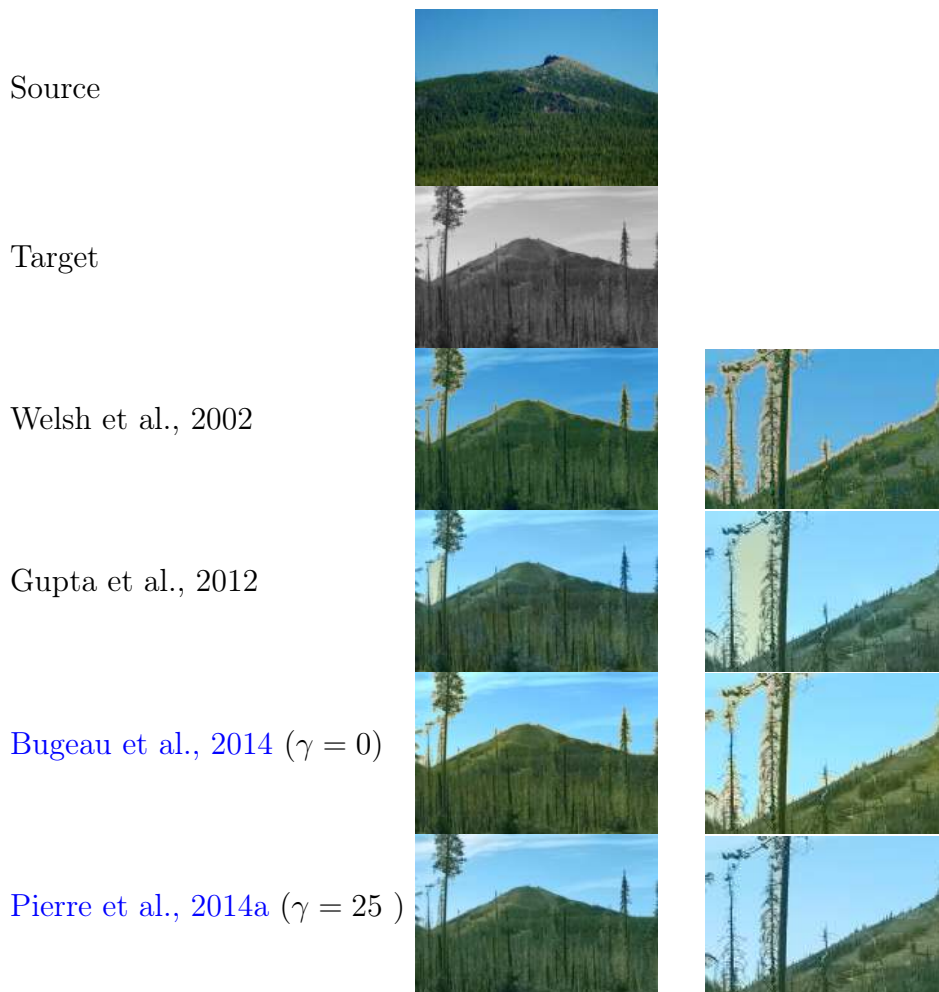 Source
Target
Welsh et al., 2002
Gupta et al., 2012
Bugeau et al., 2014 (γ = 0)
Pierre et al., 2014a (γ = 25 )